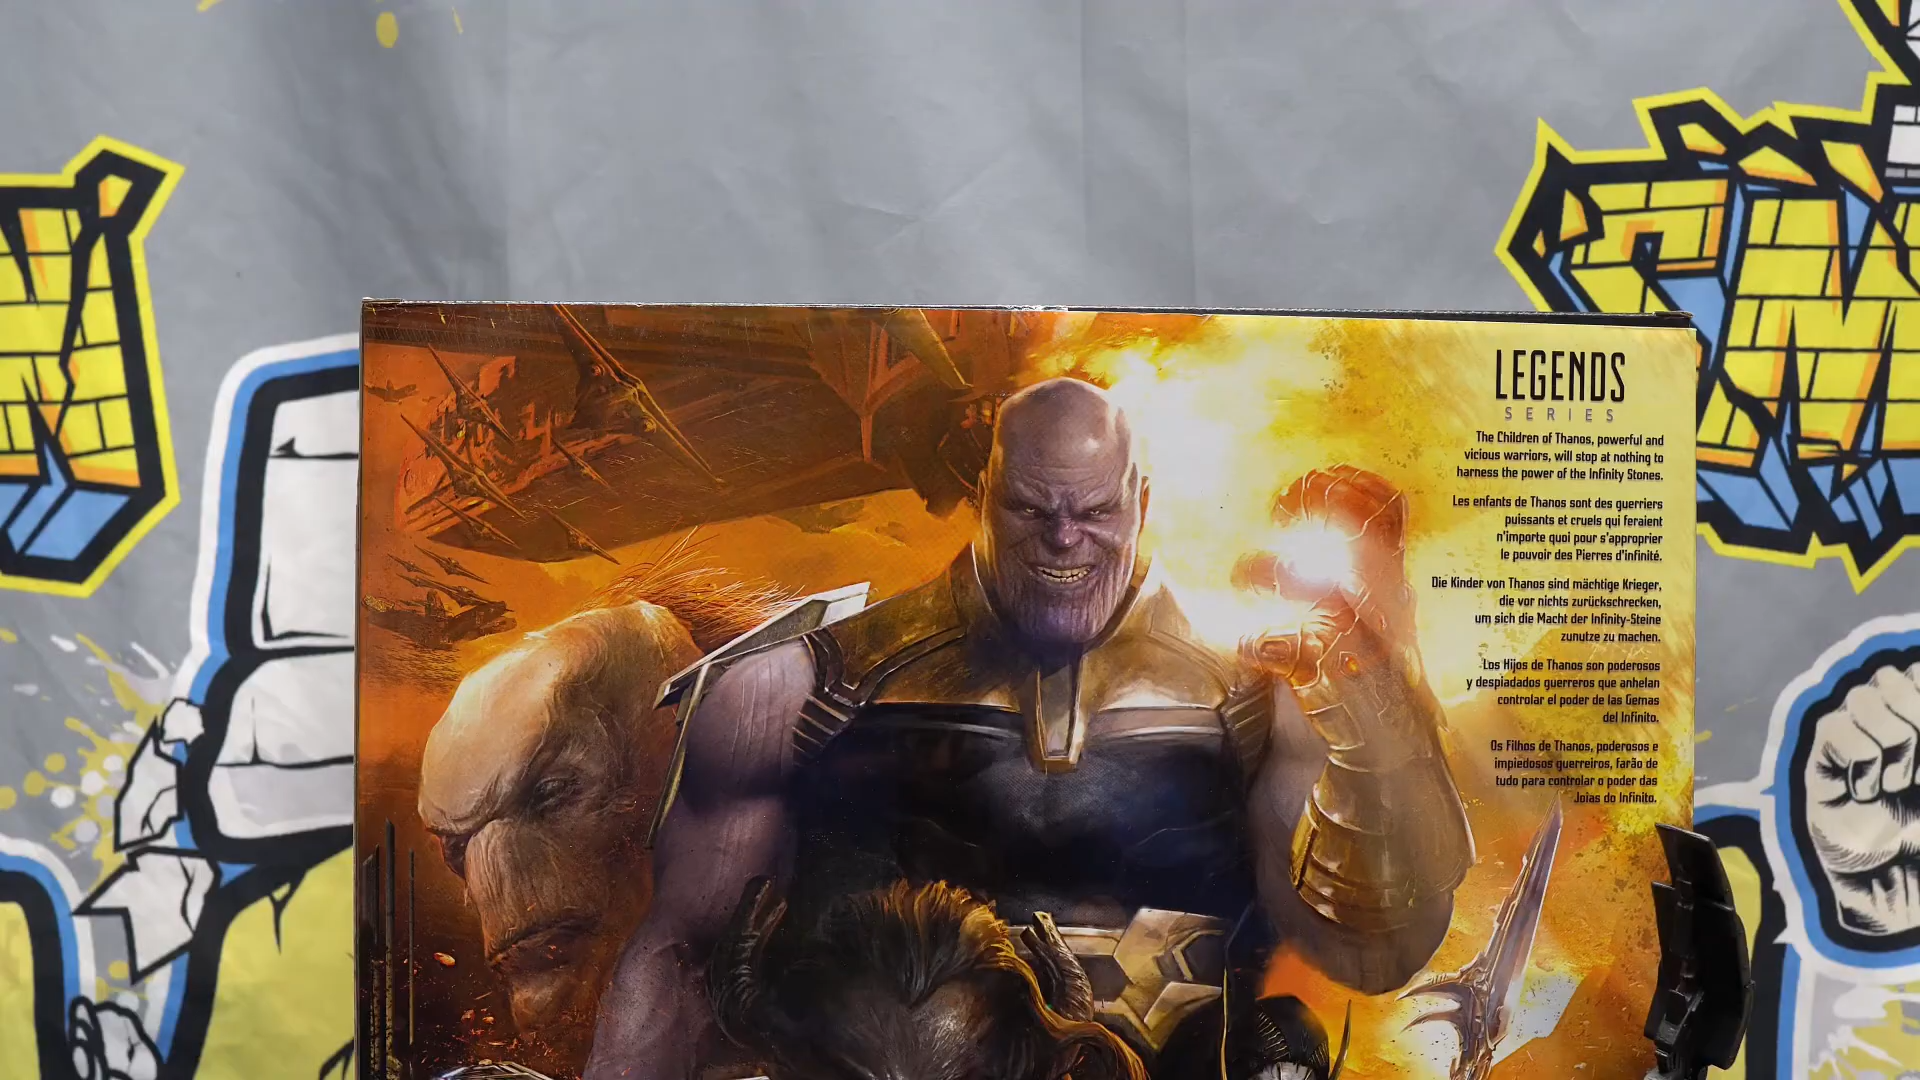 LEGENDS
SERIES
The Children of Thanos, powerful and
vicious warriors, will stop at nothing to
harness the power of the Infinity Stones.
Les enfants de Thanos sont des guerriers
puissants et cruels qui feraient
n'importe quoi pour s'approprier
le pouvoir des Pierres d'infinité.
Die Kinder von Thanos sind mächtige Krieger,
die vor nichts zurückschrecken,
um sich die Macht der Infinity-Steine
zunutze zu machen.
Los Hijos de Thanos son poderosos
y despiadados guerreros que anhelan
controlar el poder de las Gemas
del Infinito.
Os Filhos de Thanos, poderosos e
impiedosos guerreiros, farão de
tudo para controlar o poder das
Joias do Infinito.